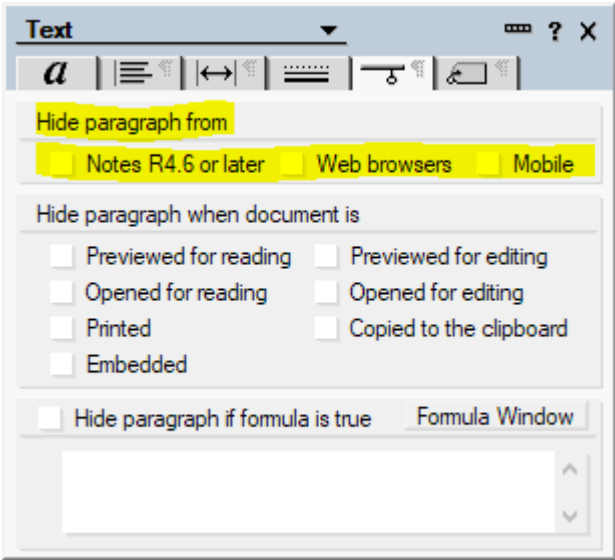 Text ?
a
Hide paragraph from
Notes R4.6 or later Web browsers Mobile
Hide paragraph when document is
Previewed for reading Previewed for editing
Opened for reading Opened for editing
Printed Copied to the clipboard
Embedded
Hide paragraph if formula is true Formula Window